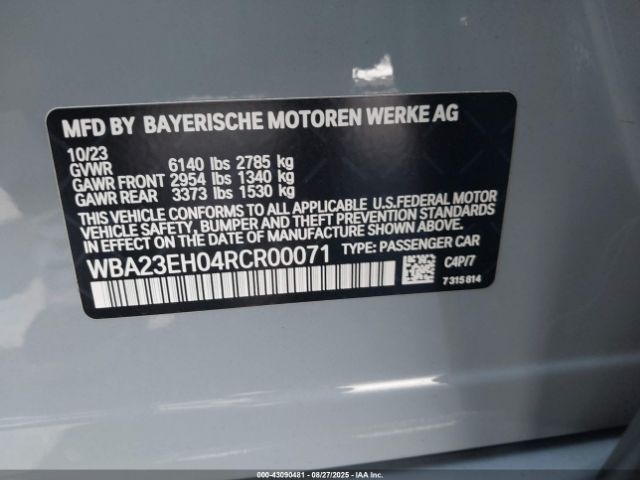 MFD BY BAYERISCHE MOTOREN WERKE AG
10/23
GVWR 6140 lbs 2785 kg
GAWR FRONT 2954 lbs 1340 kg
GAWR REAR 3373 lbs 1530 kg
THIS VEHICLE CONFORMS TO ALL APPLICABLE U.S.FEDERAL MOTOR
VEHICLE SAFETY, BUMPER AND THEFT PREVENTION STANDARDS
IN EFFECT ON THE DATE OF MANUFACTURE SHOWN ABOVE.
WBA23EH04RCR00071 TYPE: PASSENGER CAR
C4P/7
7315814
000-43090481 - 08/27/2025 - IAAI.COM